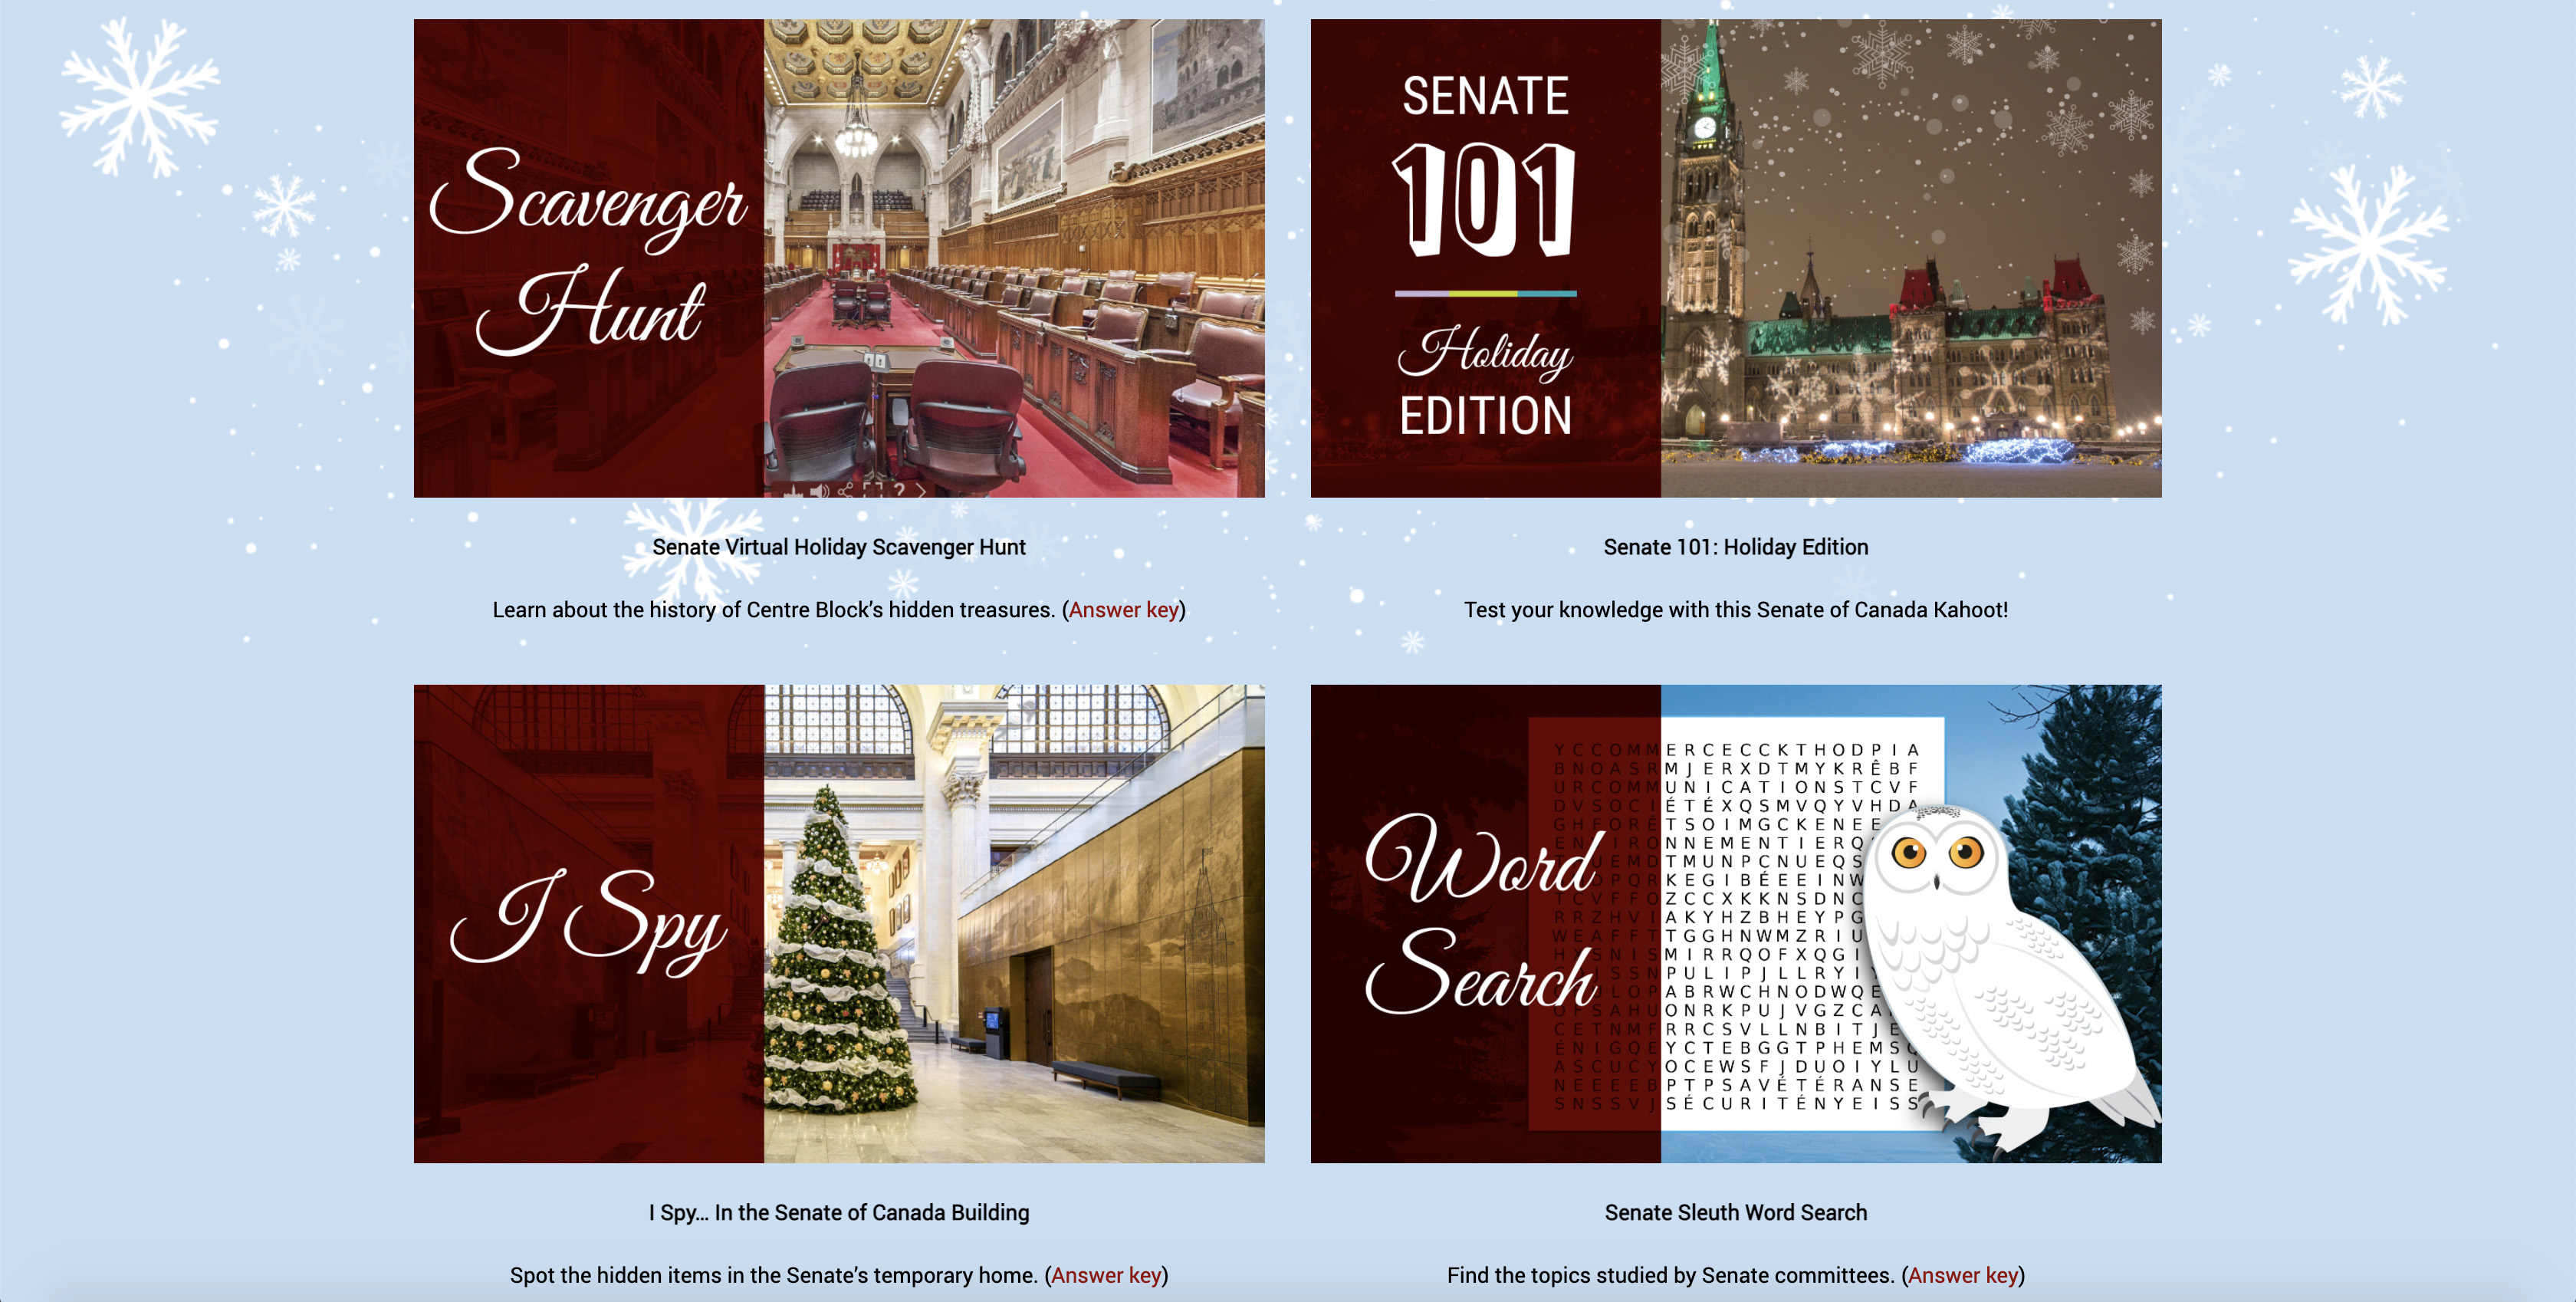 Scavenger
Hunt
Senate Virtual Holiday Scavenger Hunt
Learn about the history of Centre Block's hidden treasures. (Answer key)
SENATE
101
Holiday
EDITION
Senate 101: Holiday Edition
Test your knowledge with this Senate of Canada Kahoot!
I Spy
I Spy... In the Senate of Canada Building
Spot the hidden items in the Senate's temporary home. (Answer key)
Word
Search
Y C C O M M E R C E C C K T H O D P I A
B N O A S R M J E R X D T M Y K R Ê B F
U R C O M M U N I C A T I O N S T C V F
D V S O C I É T É X Q S M V Q Y V H D A
G H F O R Ê T S O I M G C K E N E E
E N I R O N N E M E N T I E R Q
U E M D T M U N P C N U E Q S
P Q R K E G I B É E E I N W
C V F F O Z C C X K K N S D N C
R R Z H V I A K Y H Z B H E Y P G
W E A F F T T G G H N W M Z R I U
S N I S M I R R Q O F X Q G I
S S N P U L I P J L L R Y I
L O P A B R W C H N O D W Q E
S A H U O N R K P U J V G Z C A
C E T N M F R R C S V L L N B I T J E
É N I G Q E Y C T E B G G T P H E M S
A S C U C Y O C E W S F J D U O I Y L U
N E E E E B P T P S A V É T É R A N S E
S N S S V J S É C U R I T É N Y E I S S
Senate Sleuth Word Search
Find the topics studied by Senate committees. (Answer key)